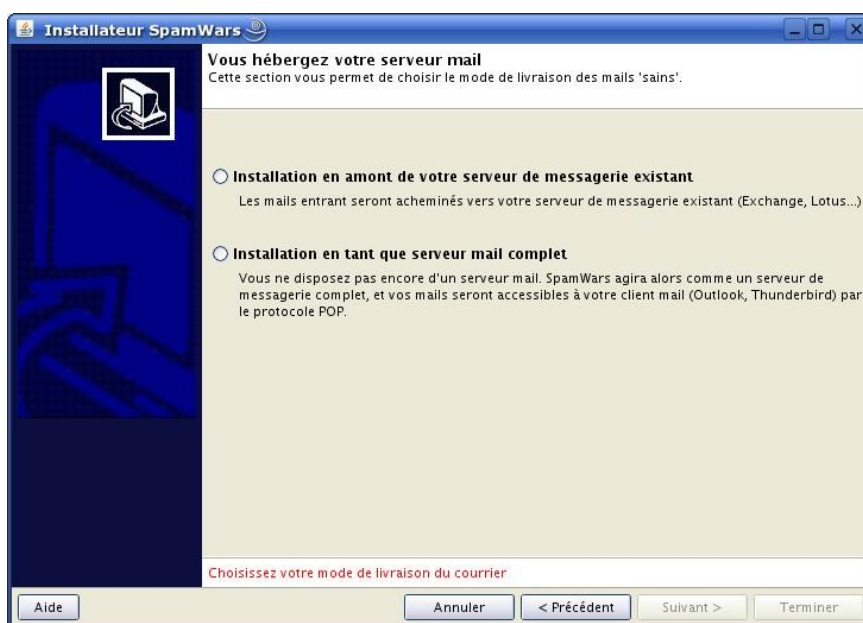 Installateur SpamWars
Vous hébergez votre serveur mail
Cette section vous permet de choisir le mode de livraison des mails 'sains'.
Installation en amont de votre serveur de messagerie existant
Les mails entrant seront acheminés vers votre serveur de messagerie existant (Exchange, Lotus...)
Installation en tant que serveur mail complet
Vous ne disposez pas encore d'un serveur mail. SpamWars agira alors comme un serveur de
messagerie complet, et vos mails seront accessibles à votre client mail (Outlook, Thunderbird) par
le protocole POP.
Choisissez votre mode de livraison du courrier
Aide Annuler < Précédent Suivant > Terminer